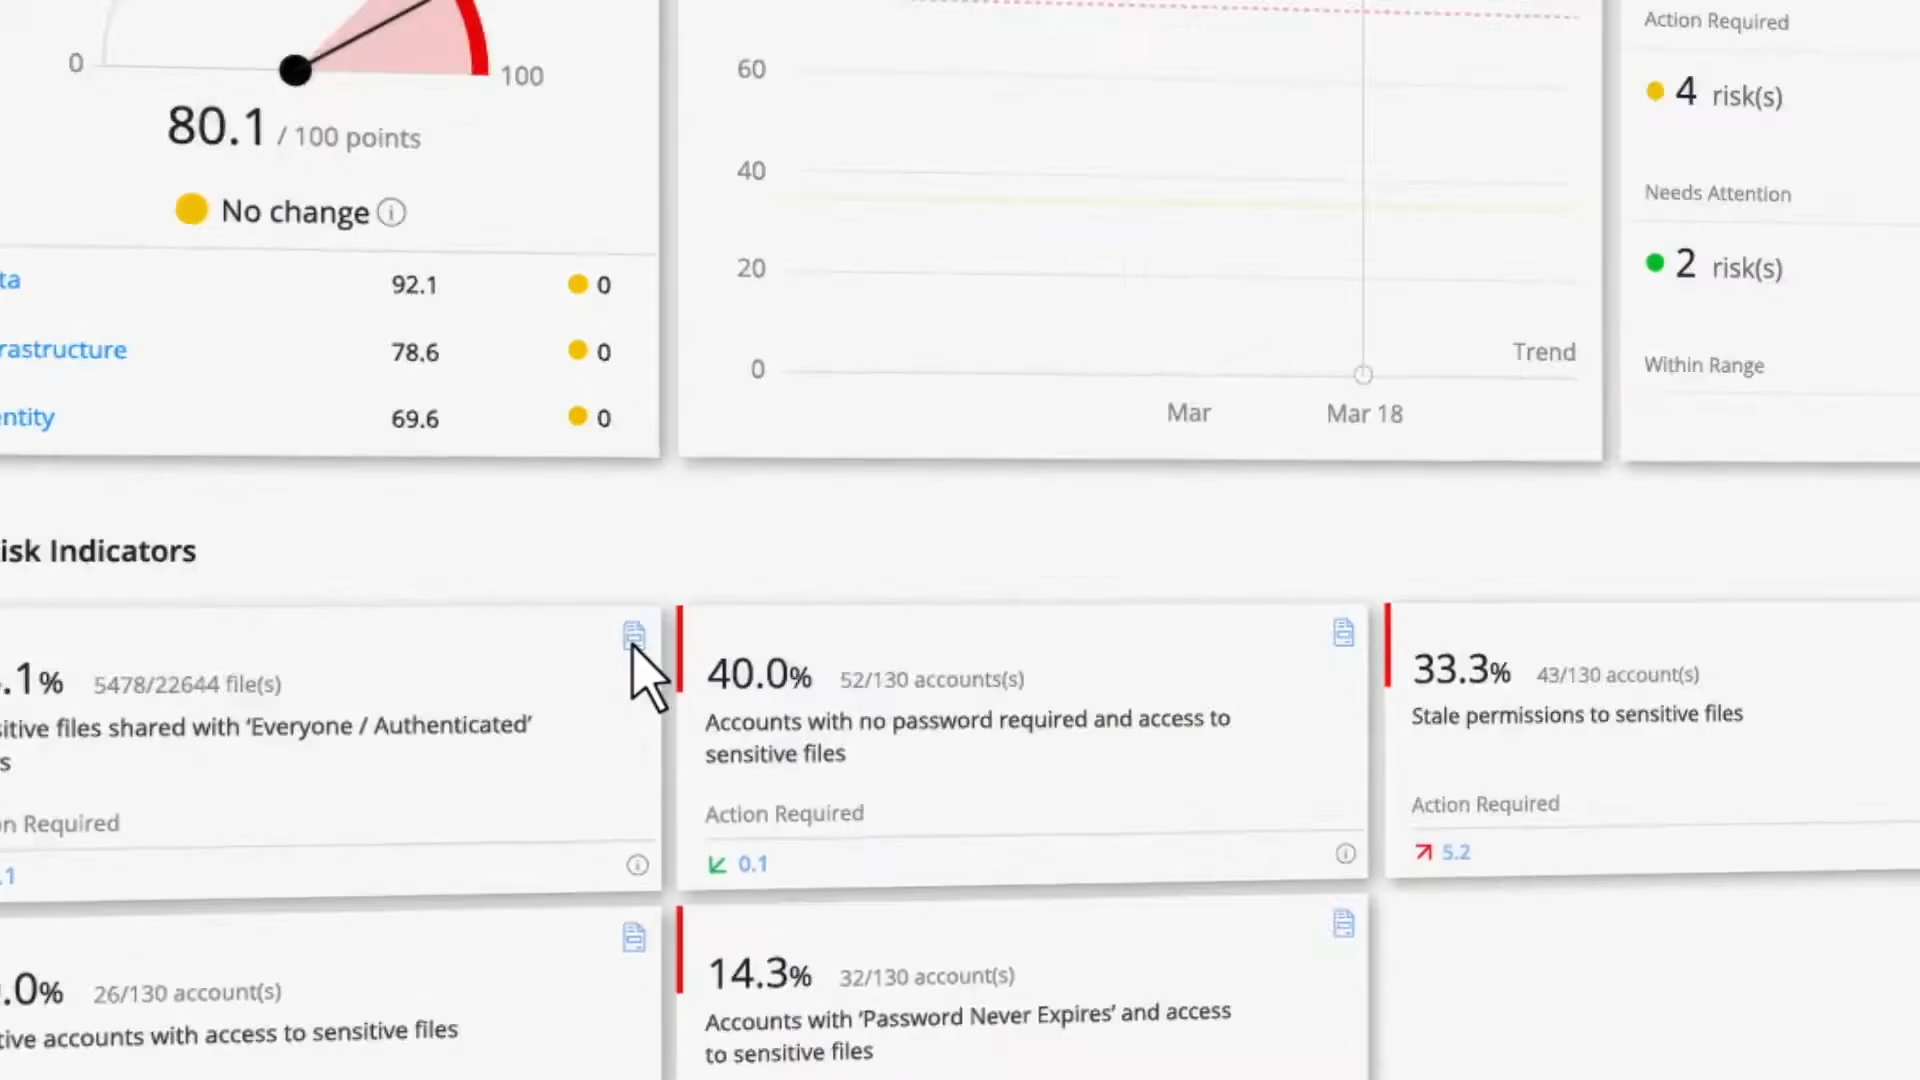 0
100
80.1 / 100 points
No change
ta 92.1 0
rastructure 78.6 0
entity 69.6 0
60
40
20
0
Trend
Mar
Mar 18
Action Required
4 risk(s)
Needs Attention
2 risk(s)
Within Range
isk Indicators
.1% 5478/22644 file(s)
sitive files shared with ‘Everyone / Authenticated’
s
n Required
.1
40.0% 52/130 accounts(s)
Accounts with no password required and access to
sensitive files
Action Required
0.1
33.3% 43/130 account(s)
Stale permissions to sensitive files
Action Required
5.2
.0% 26/130 account(s)
tive accounts with access to sensitive files
14.3% 32/130 account(s)
Accounts with ‘Password Never Expires’ and access
to sensitive files